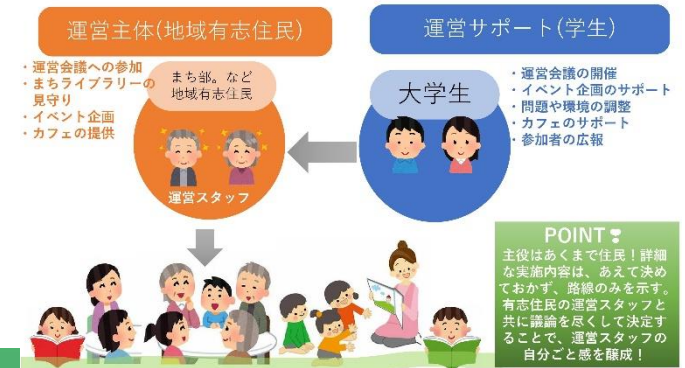 運営主体(地域有志住民)
・運営会議への参加
・まちライブラリーの
見守り
・イベント企画
・カフェの提供
まち部。など
地域有志住民
運営スタッフ
運営サポート(学生)
大学生
・運営会議の開催
・イベント企画のサポート
・問題や環境の調整
・カフェのサポート
・参加者の広報
POINT❢
主役はあくまで住民！詳細
な実施内容は、あえて決め
ておかず、路線のみを示す。
有志住民の運営スタッフと
共に議論を尽くして決定す
ることで、運営スタッフの
自分ごと感を醸成！